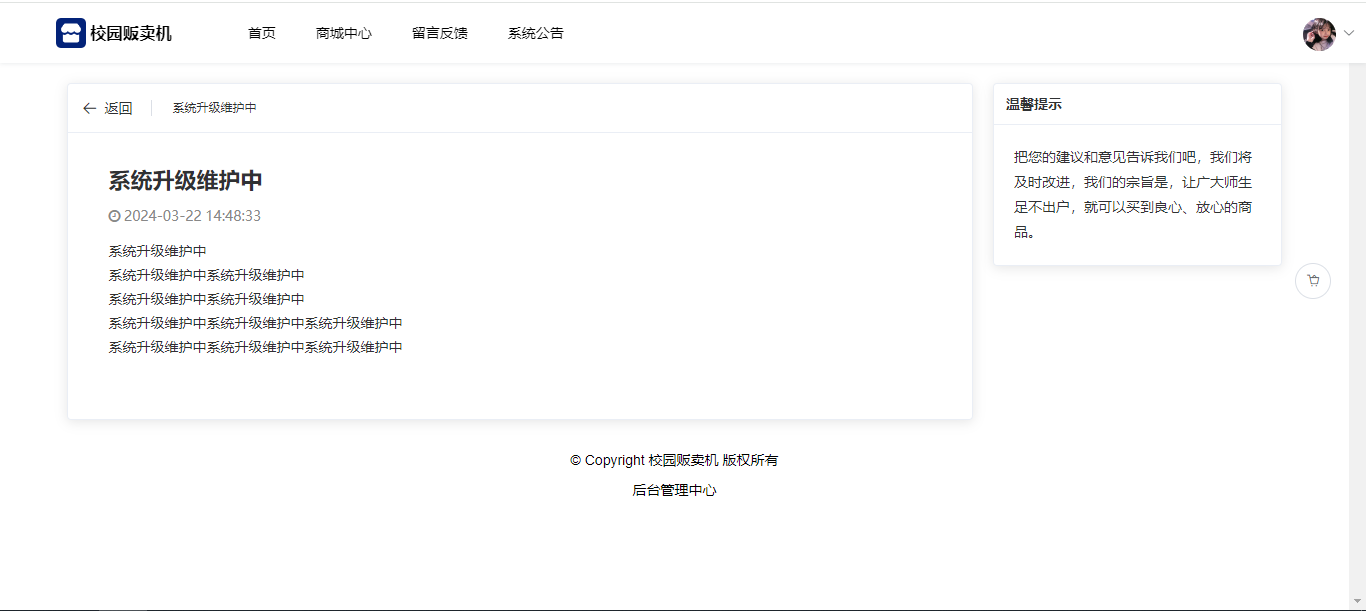 校园贩卖机
首页
商城中心
留言反馈
系统公告
返回
系统升级维护中
系统升级维护中
2024-03-22 14:48:33
系统升级维护中
系统升级维护中系统升级维护中
系统升级维护中系统升级维护中
系统升级维护中系统升级维护中系统升级维护中
系统升级维护中系统升级维护中系统升级维护中
温馨提示
把您的建议和意见告诉我们吧，我们将
及时改进，我们的宗旨是，让广大师生
足不出户，就可以买到良心、放心的商
品。
© Copyright 校园贩卖机 版权所有
后台管理中心